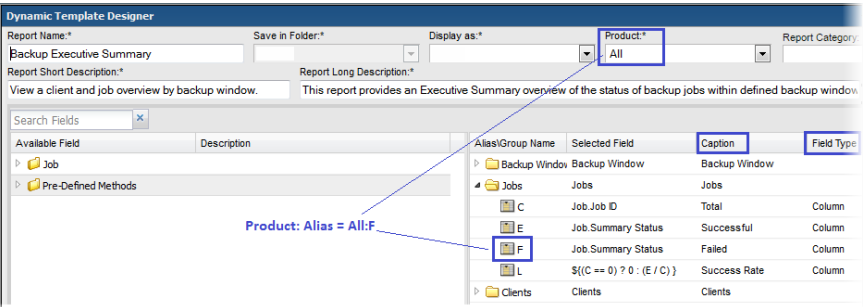 Dynamic Template Designer
Report Name:* Save in Folder:* Display as:* Product:* Report Category:
Backup Executive Summary All
Report Short Description:* Report Long Description:*
View a client and job overview by backup window. This report provides an Executive Summary overview of the status of backup jobs within defined backup window
Search Fields ×
Available Field Description Alias\Group Name Selected Field Caption Field Type
Job Backup Window Backup Window Backup Window
Pre-Defined Methods Jobs Jobs Jobs
C Job.Job ID Total Column
Product: Alias = All:F E Job.Summary Status Successful Column
F Job.Summary Status Failed Column
L ${(C == 0) ? 0 : (E / C) } Success Rate Column
Clients Clients Clients